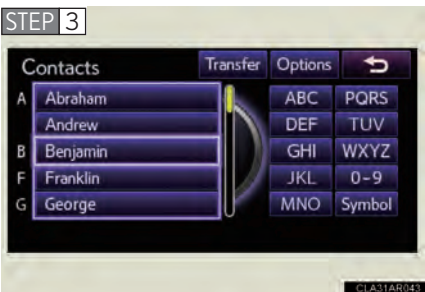 STEP 3
Contacts Transfer Options
A Abraham ABC PQRS
Andrew DEF TUV
B Benjamin GHI WXYZ
F Franklin JKL 0-9
G George MNO Symbol
CLA31AR043